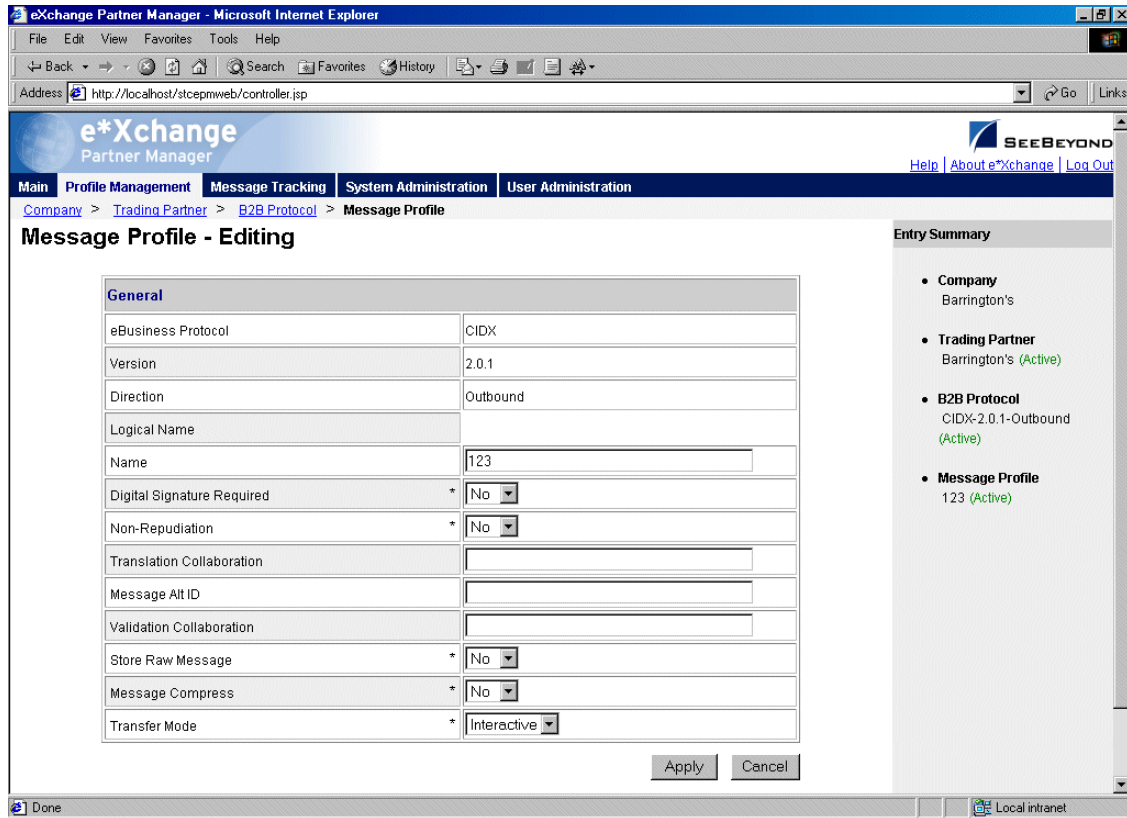 eXchange Partner Manager - Microsoft Internet Explorer
File Edit View Favorites Tools Help
Back Search Favorites History
Address http://localhost/stcepmweb/controller.jsp Go Links
e*Xchange
Partner Manager
SEEBEYOND
Help | About e*Xchange | Log Out
Main Profile Management Message Tracking System Administration User Administration
Company > Trading Partner > B2B Protocol > Message Profile
Message Profile - Editing
General
eBusiness Protocol CIDX
Version 2.0.1
Direction Outbound
Logical Name
Name 123
Digital Signature Required * No
Non-Repudiation * No
Translation Collaboration
Message Alt ID
Validation Collaboration
Store Raw Message * No
Message Compress * No
Transfer Mode * Interactive
Apply Cancel
Entry Summary
• Company
Barrington's
• Trading Partner
Barrington's (Active)
• B2B Protocol
CIDX-2.0.1-Outbound
(Active)
• Message Profile
123 (Active)
Done Local intranet